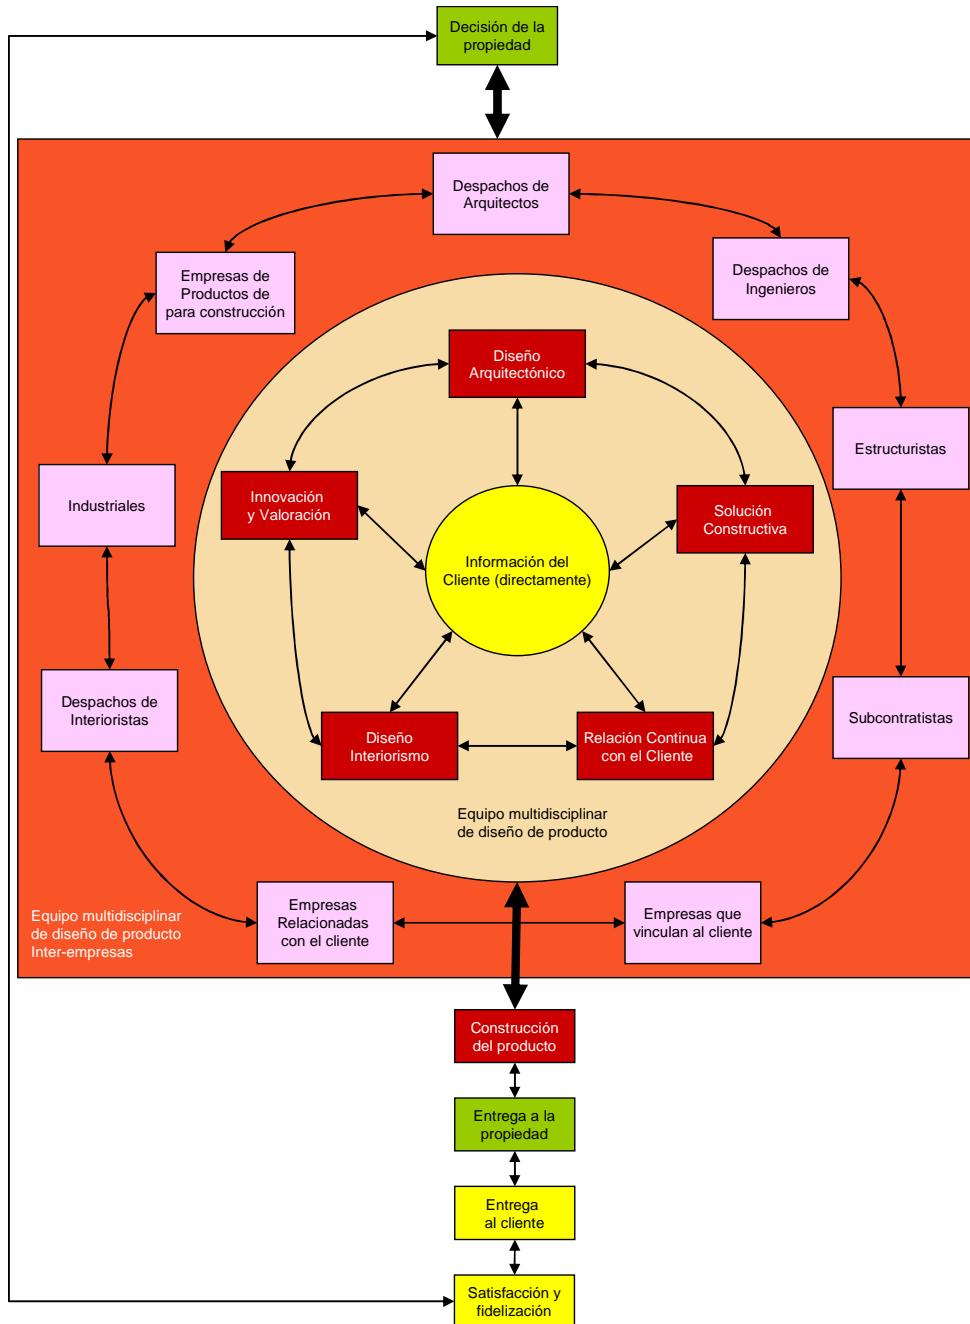 Decisión de la
propiedad
Despachos de
Arquitectos
Empresas de
Productos de
para construcción
Despachos de
Ingenieros
Diseño
Arquitectónico
Estructuristas
Industriales
Innovación
y Valoración
Solución
Constructiva
Información del
Cliente (directamente)
Despachos de
Interioristas
Diseño
Interiorismo
Relación Continua
con el Cliente
Subcontratistas
Equipo multidisciplinar
de diseño de producto
Empresas
Relacionadas
con el cliente
Empresas que
vinculan al cliente
Equipo multidisciplinar
de diseño de producto
Inter-empresas
Construcción
del producto
Entrega a la
propiedad
Entrega
al cliente
Satisfacción y
fidelización